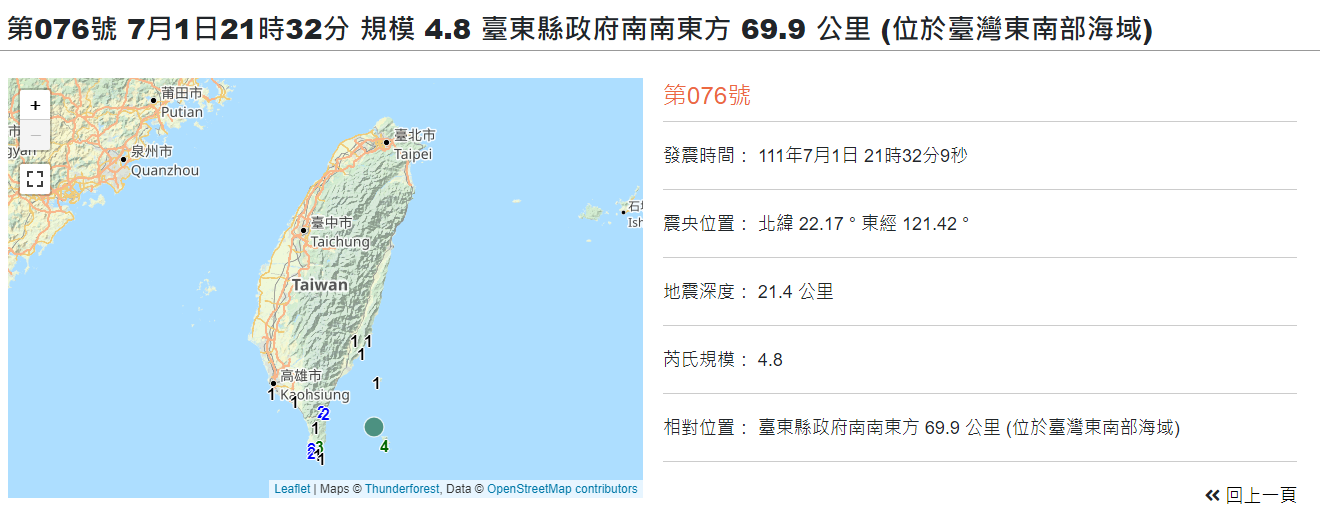 第076號 7月1日21時32分 規模 4.8 臺東縣政府南南東方 69.9 公里 (位於臺灣東南部海域)
+
−
莆田市
Putian
臺北市
Taipei
泉州市
Quanzhou
臺中市
Taichung
Taiwan
1 1
1
高雄市
1
Kaohsiung
1
1
2
2
1
3
2
1
1
4
Leaflet | Maps © Thunderforest, Data © OpenStreetMap contributors
第076號
發震時間： 111年7月1日 21時32分9秒
震央位置： 北緯 22.17 ° 東經 121.42 °
地震深度： 21.4 公里
芮氏規模： 4.8
相對位置： 臺東縣政府南南東方 69.9 公里 (位於臺灣東南部海域)
回上一頁